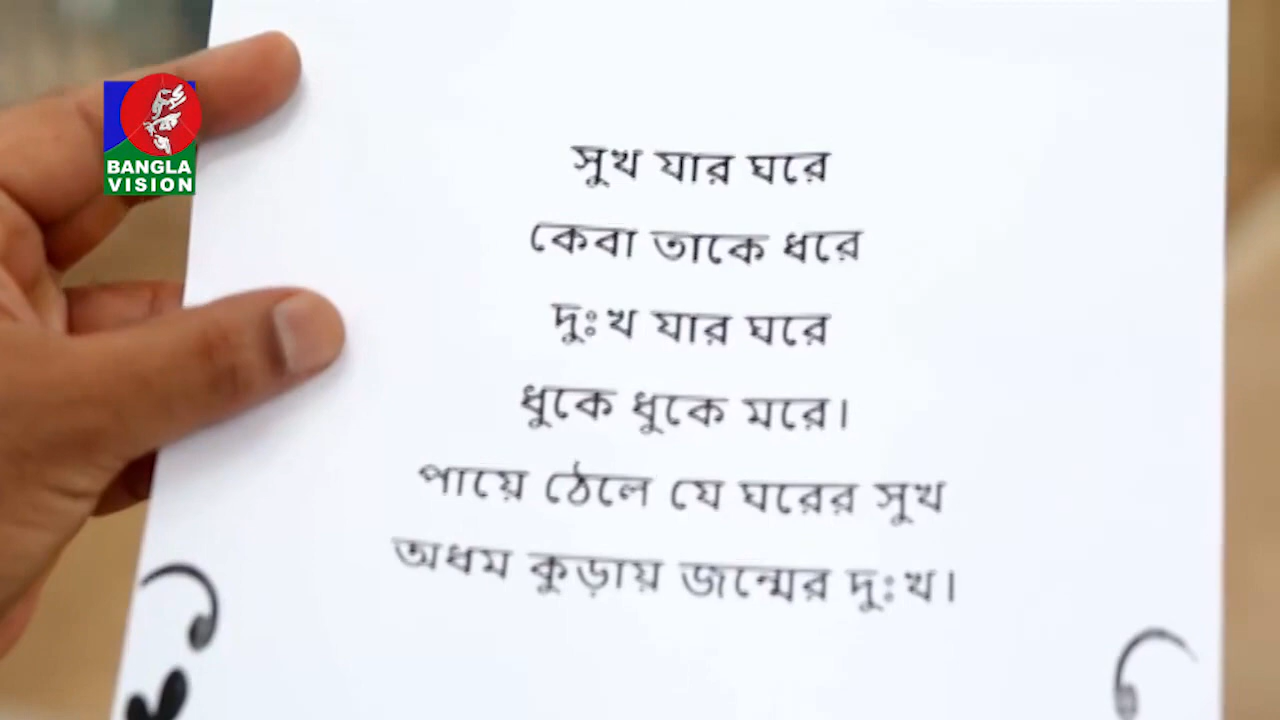 BANGLA
VISION
সুখ যার ঘরে
কেবা তাকে ধরে
দুঃখ যার ঘরে
ধুকে ধুকে মরে।
পায়ে ঠেলে যে ঘরের সুখ
অধম কুড়ায় জন্মের দুঃখ।